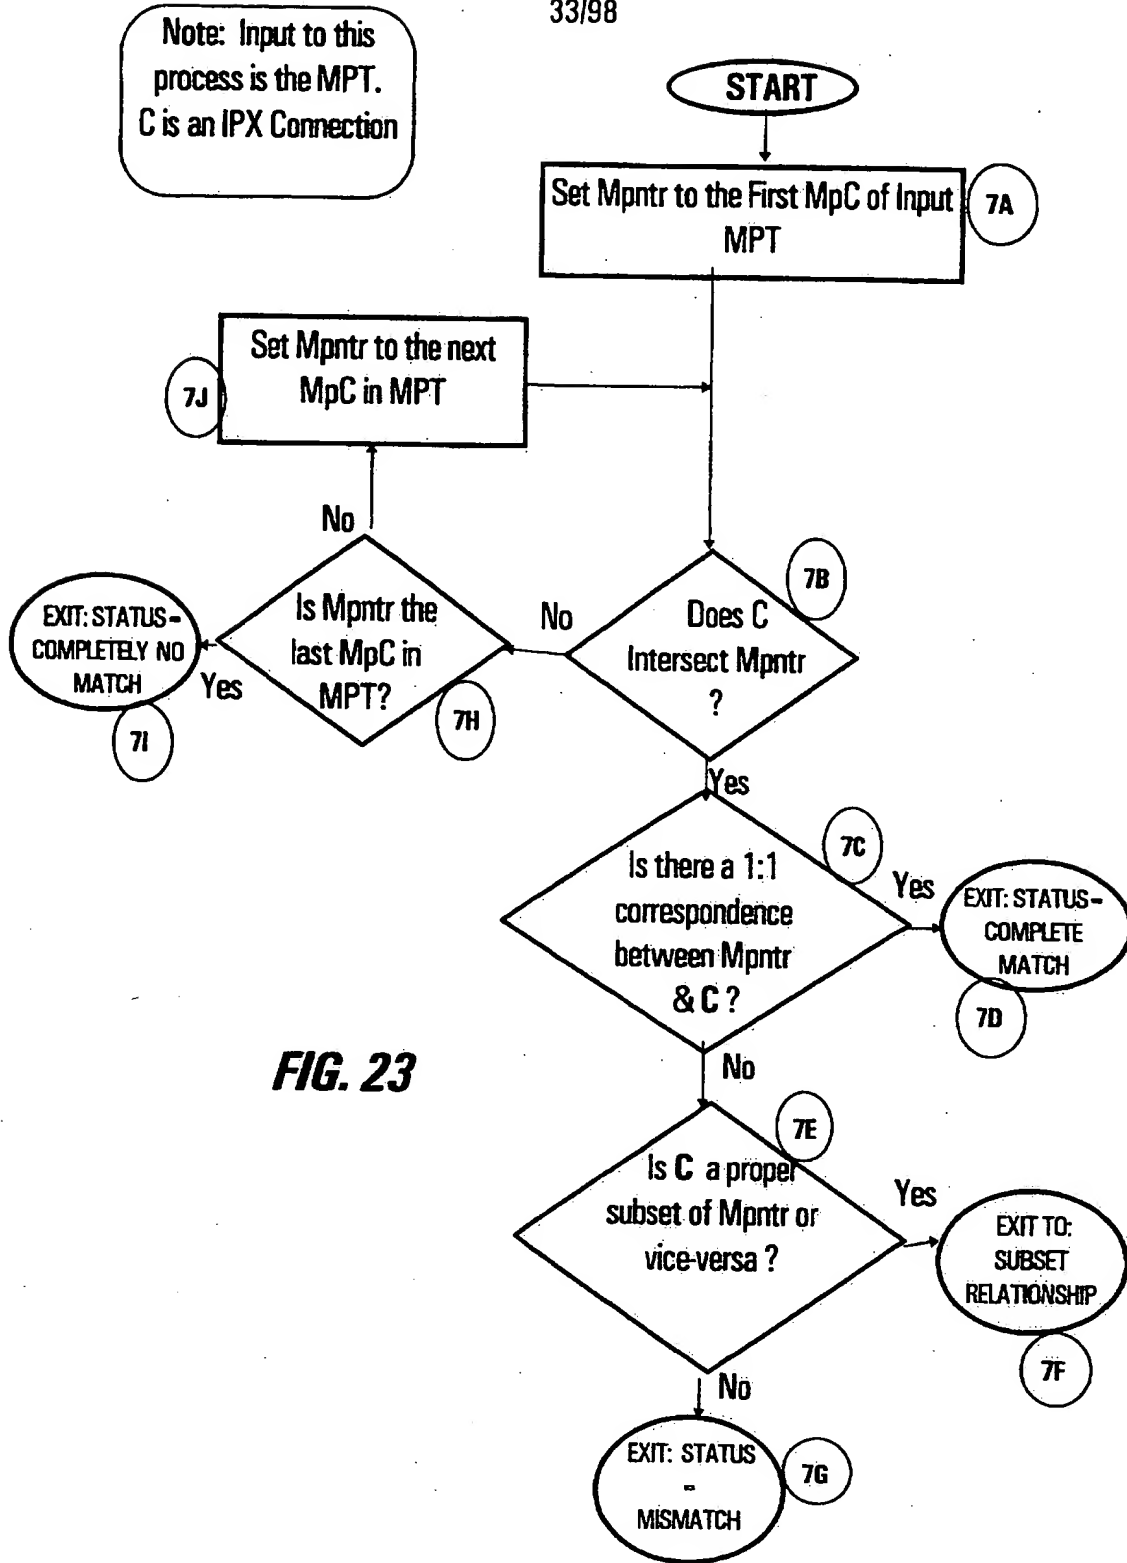 33/98
Note: Input to this
process is the MPT.
C is an IPX Connection
START
Set Mpntr to the First MpC of Input
MPT
7A
Set Mpntr to the next
MpC in MPT
7J
No
7B
Does C
Intersect Mpntr
?
No
Is Mpntr the
last MpC in
MPT?
7H
Yes
EXIT: STATUS-
COMPLETELY NO
MATCH
7I
Yes
7C
Is there a 1:1
correspondence
between Mpntr
& C ?
Yes
EXIT: STATUS-
COMPLETE
MATCH
7D
No
FIG. 23
7E
Is C a proper
subset of Mpntr or
vice-versa ?
Yes
EXIT TO:
SUBSET
RELATIONSHIP
7F
No
EXIT: STATUS
-
MISMATCH
7G